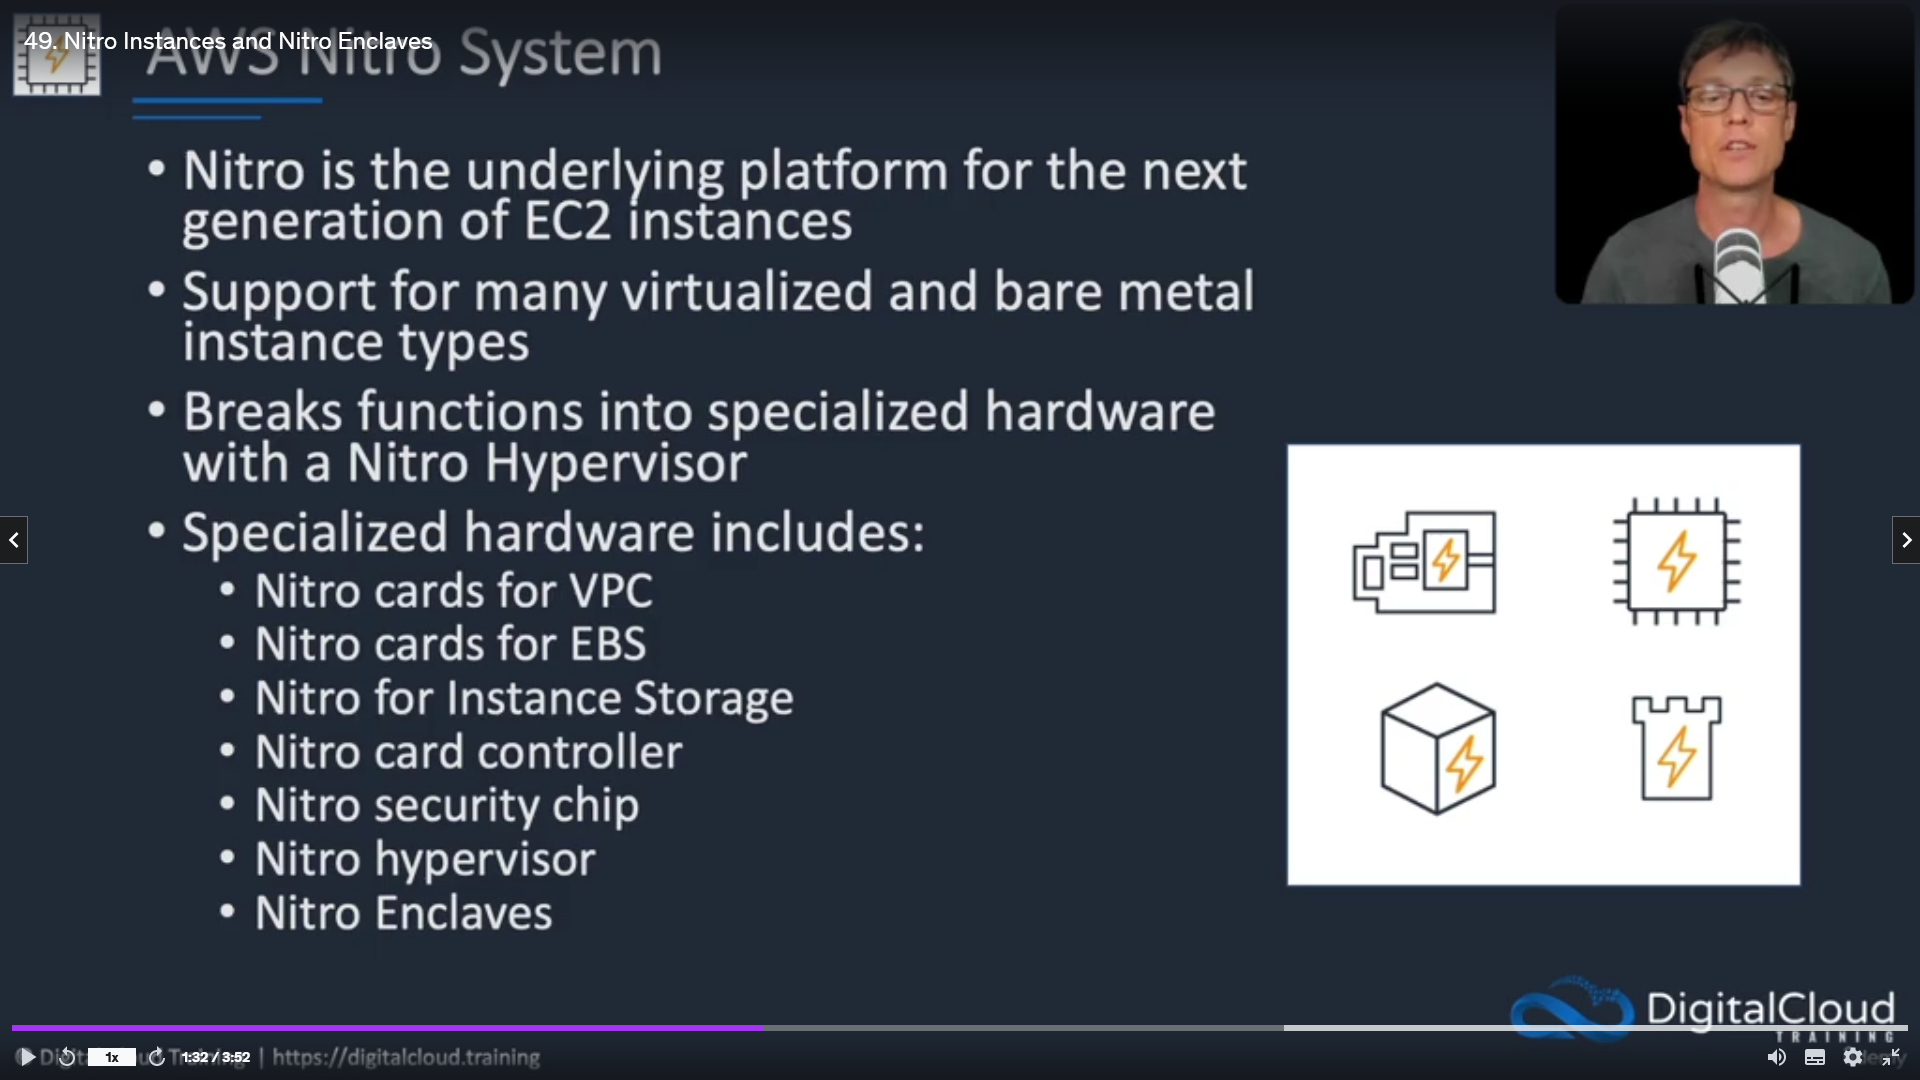 49. Nitro Instances and Nitro Enclaves
AWS Nitro System
• Nitro is the underlying platform for the next
generation of EC2 instances
• Support for many virtualized and bare metal
instance types
• Breaks functions into specialized hardware
with a Nitro Hypervisor
• Specialized hardware includes:
• Nitro cards for VPC
• Nitro cards for EBS
• Nitro for Instance Storage
• Nitro card controller
• Nitro security chip
• Nitro hypervisor
• Nitro Enclaves
DigitalCloud
TRAINING
Training | https://digitalcloud.training
1x
1:32 / 3:52